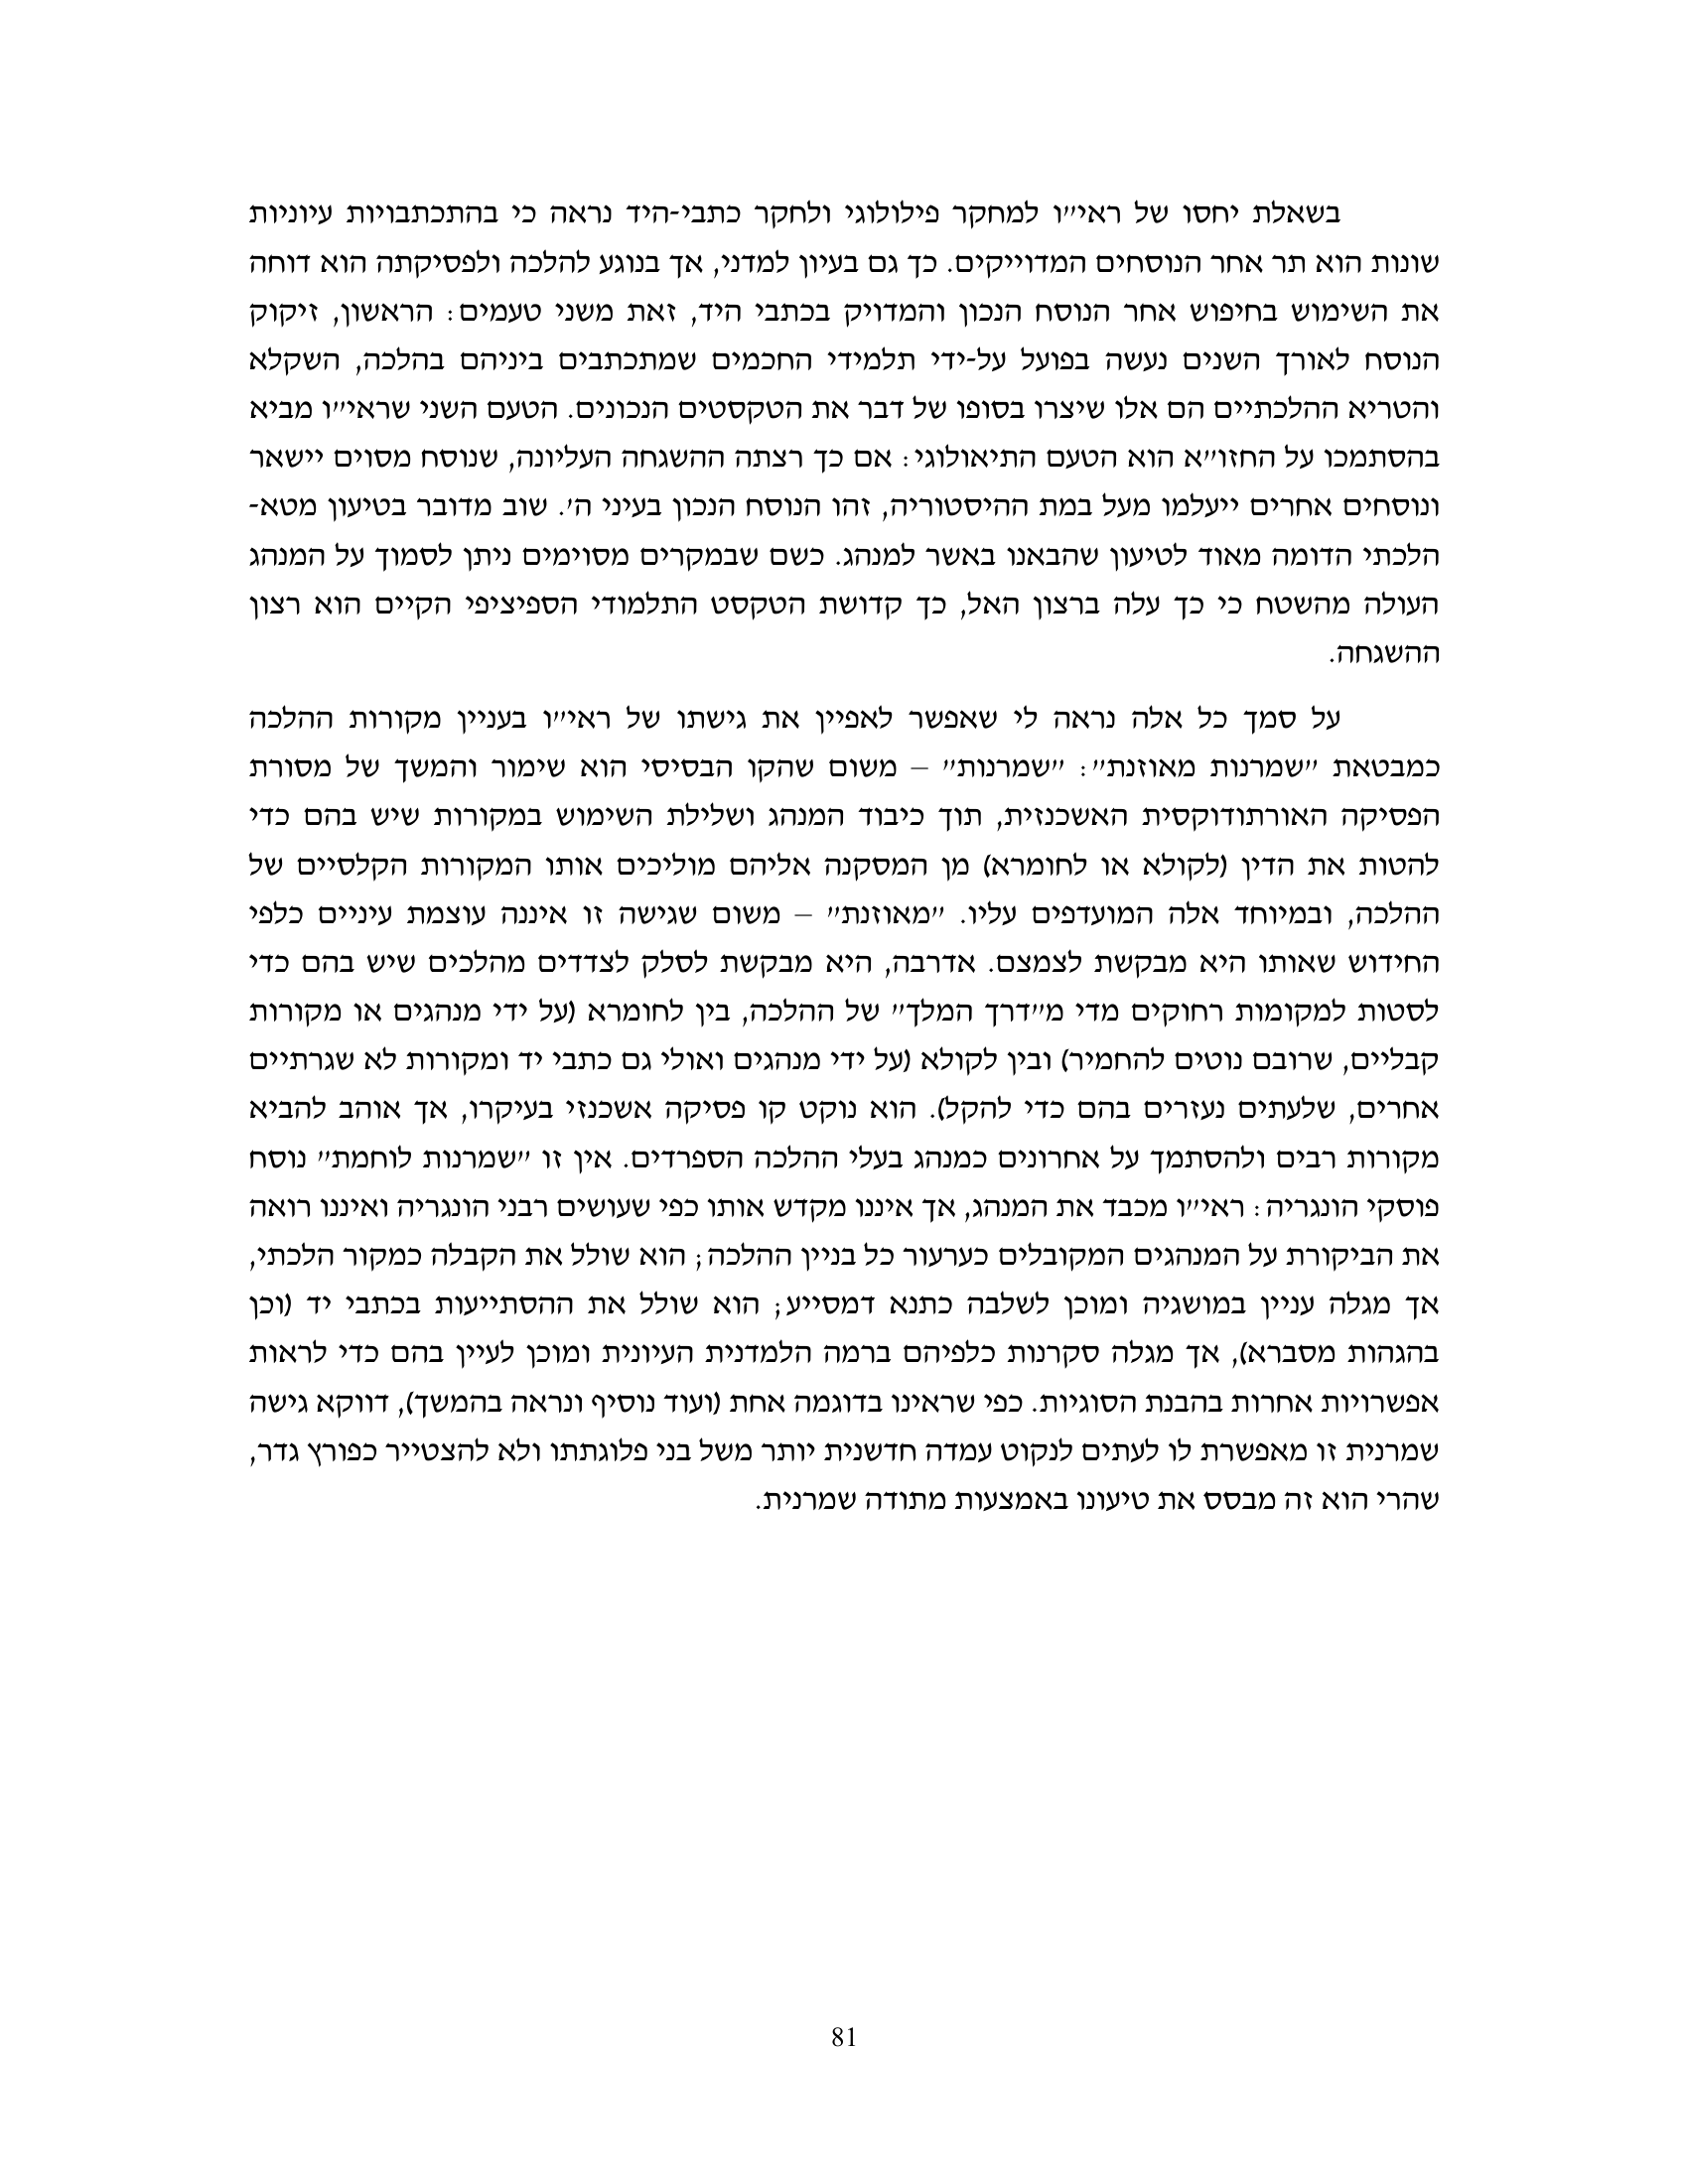 בשאלת יחסו של ראי״ו למחקר פילולוגי ולחקר כתבי-היד נראה כי בהתכתבויות עיוניות
שונות הוא תר אחר הנוסחים המדוייקים. כך גם בעיון למדני, אך בנוגע להלכה ולפסיקתה הוא דוחה
את השימוש בחיפוש אחר הנוסח הנכון והמדויק בכתבי היד, זאת משני טעמים: הראשון, זיקוק
הנוסח לאורך השנים נעשה בפועל על-ידי תלמידי החכמים שמתכתבים ביניהם בהלכה, השקלא
והטריא ההלכתיים הם אלו שיצרו בסופו של דבר את הטקסטים הנכונים. הטעם השני שראי״ו מביא
בהסתמכו על החזו״א הוא הטעם התיאולוגי: אם כך רצתה ההשגחה העליונה, שנוסח מסוים יישאר
ונוסחים אחרים ייעלמו מעל במת ההיסטוריה, זהו הנוסח הנכון בעיני ה׳. שוב מדובר בטיעון מטא-
הלכתי הדומה מאוד לטיעון שהבאנו באשר למנהג. כשם שבמקרים מסוימים ניתן לסמוך על המנהג
העולה מהשטח כי כך עלה ברצון האל, כך קדושת הטקסט התלמודי הספיציפי הקיים הוא רצון
ההשגחה.
על סמך כל אלה נראה לי שאפשר לאפיין את גישתו של ראי״ו בעניין מקורות ההלכה
כמבטאת ״שמרנות מאוזנת״: ״שמרנות״ – משום שהקו הבסיסי הוא שימור והמשך של מסורת
הפסיקה האורתודוקסית האשכנזית, תוך כיבוד המנהג ושלילת השימוש במקורות שיש בהם כדי
להטות את הדין (לקולא או לחומרא) מן המסקנה אליהם מוליכים אותו המקורות הקלסיים של
ההלכה, ובמיוחד אלה המועדפים עליו. ״מאוזנת״ – משום שגישה זו איננה עוצמת עיניים כלפי
החידוש שאותו היא מבקשת לצמצם. אדרבה, היא מבקשת לסלק לצדדים מהלכים שיש בהם כדי
לסטות למקומות רחוקים מדי מ״דרך המלך״ של ההלכה, בין לחומרא (על ידי מנהגים או מקורות
קבליים, שרובם נוטים להחמיר) ובין לקולא (על ידי מנהגים ואולי גם כתבי יד ומקורות לא שגרתיים
אחרים, שלעתים נעזרים בהם כדי להקל). הוא נוקט קו פסיקה אשכנזי בעיקרו, אך אוהב להביא
מקורות רבים ולהסתמך על אחרונים כמנהג בעלי ההלכה הספרדים. אין זו ״שמרנות לוחמת״ נוסח
פוסקי הונגריה: ראי״ו מכבד את המנהג, אך איננו מקדש אותו כפי שעושים רבני הונגריה ואיננו רואה
את הביקורת על המנהגים המקובלים כערעור כל בניין ההלכה; הוא שולל את הקבלה כמקור הלכתי,
אך מגלה עניין במושגיה ומוכן לשלבה כתנא דמסייע; הוא שולל את ההסתייעות בכתבי יד (וכן
בהגהות מסברא), אך מגלה סקרנות כלפיהם ברמה הלמדנית העיונית ומוכן לעיין בהם כדי לראות
אפשרויות אחרות בהבנת הסוגיות. כפי שראינו בדוגמה אחת (ועוד נוסיף ונראה בהמשך), דווקא גישה
שמרנית זו מאפשרת לו לעתים לנקוט עמדה חדשנית יותר משל בני פלוגתתו ולא להצטייר כפורץ גדר,
שהרי הוא זה מבסס את טיעונו באמצעות מתודה שמרנית.
81